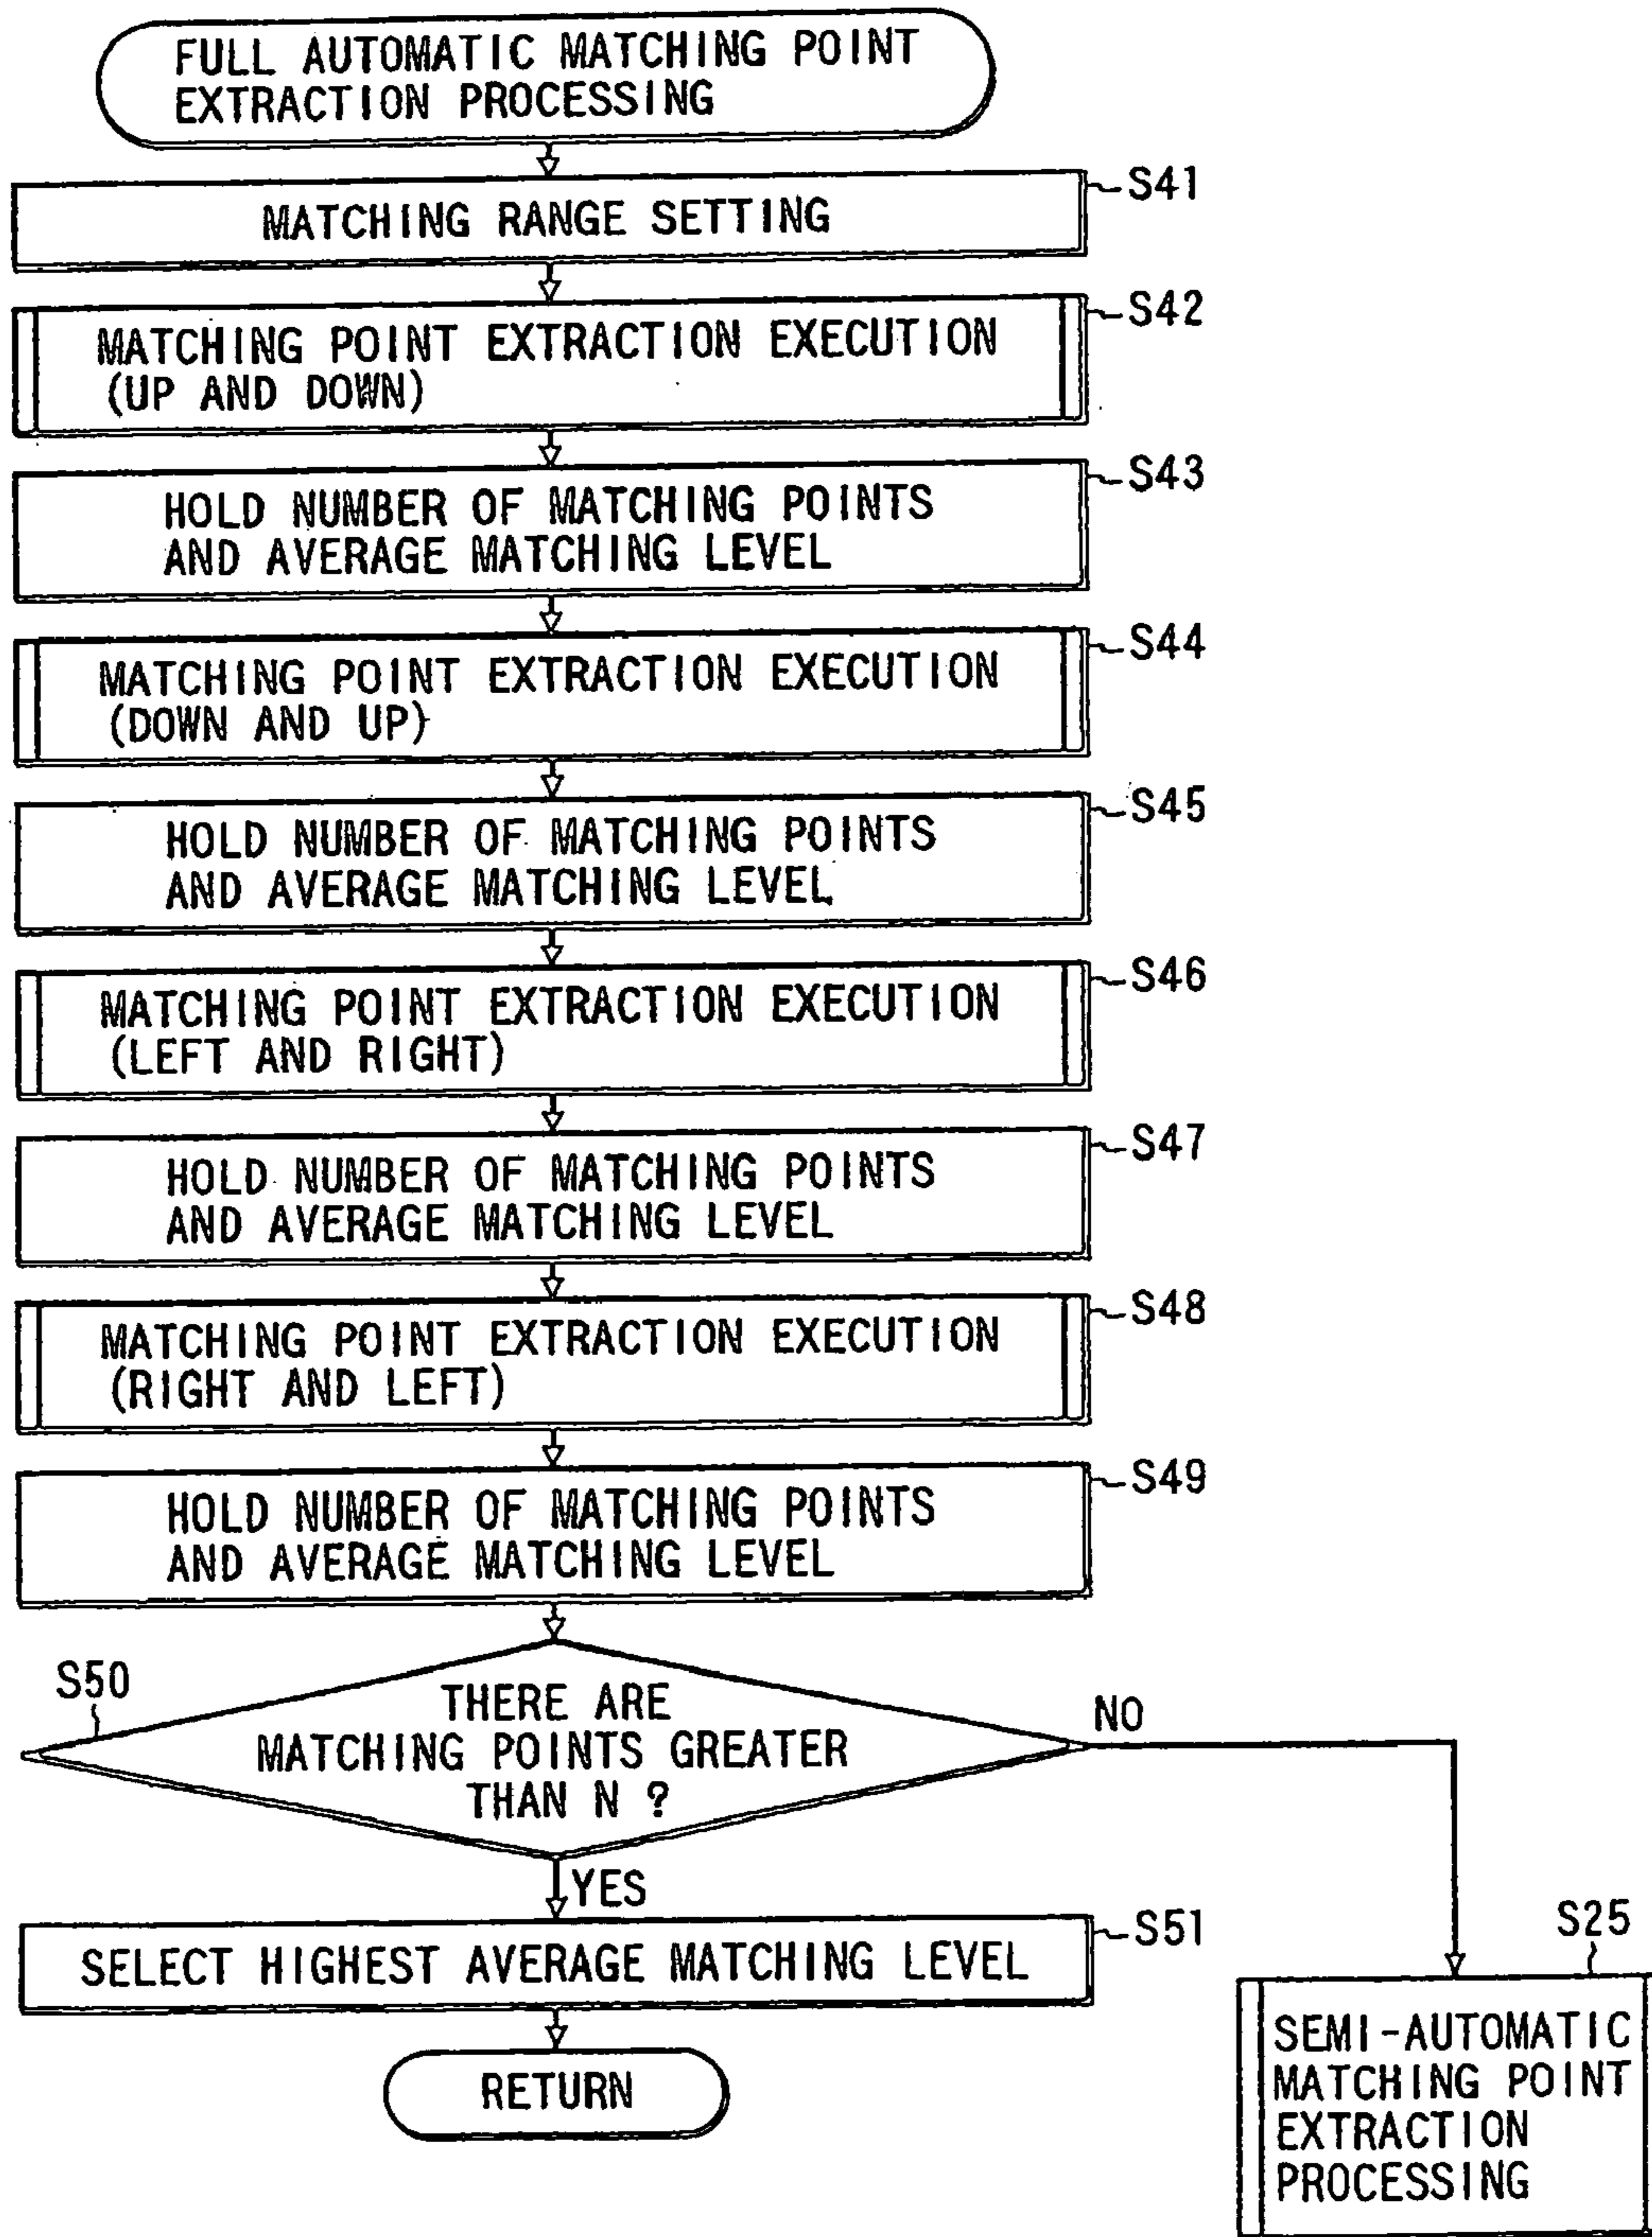 FULL AUTOMATIC MATCHING POINT
EXTRACTION PROCESSING
S41
MATCHING RANGE SETTING
S42
MATCHING POINT EXTRACTION EXECUTION
(UP AND DOWN)
S43
HOLD NUMBER OF MATCHING POINTS
AND AVERAGE MATCHING LEVEL
S44
MATCHING POINT EXTRACTION EXECUTION
(DOWN AND UP)
S45
HOLD NUMBER OF MATCHING POINTS
AND AVERAGE MATCHING LEVEL
S46
MATCHING POINT EXTRACTION EXECUTION
(LEFT AND RIGHT)
S47
HOLD NUMBER OF MATCHING POINTS
AND AVERAGE MATCHING LEVEL
S48
MATCHING POINT EXTRACTION EXECUTION
(RIGHT AND LEFT)
S49
HOLD NUMBER OF MATCHING POINTS
AND AVERAGE MATCHING LEVEL
S50
THERE ARE
MATCHING POINTS GREATER
THAN N ?
NO
YES
S51
SELECT HIGHEST AVERAGE MATCHING LEVEL
RETURN
S25
SEMI-AUTOMATIC
MATCHING POINT
EXTRACTION
PROCESSING